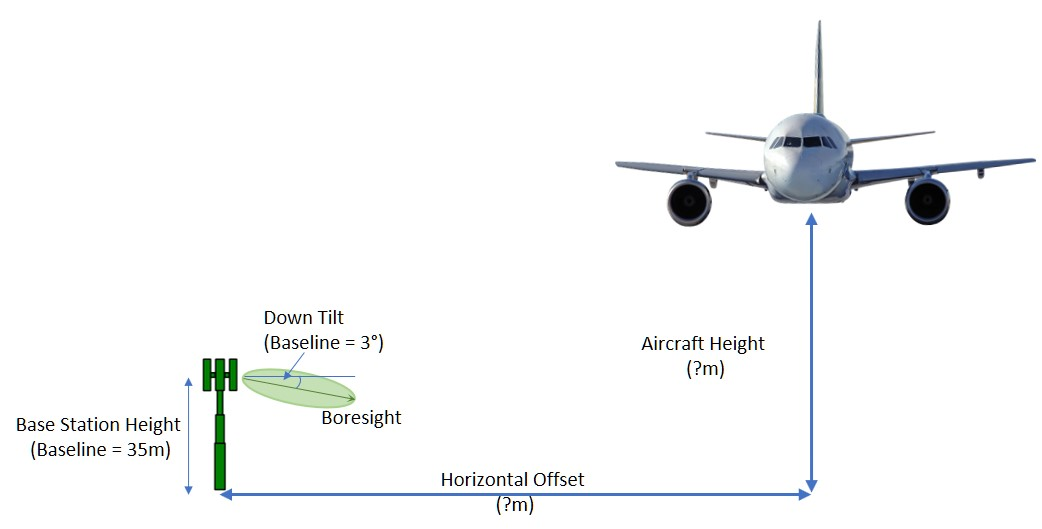 Down Tilt
(Baseline = 3°)
Aircraft Height
(?m)
Boresight
Base Station Height
(Baseline = 35m)
Horizontal Offset
(?m)